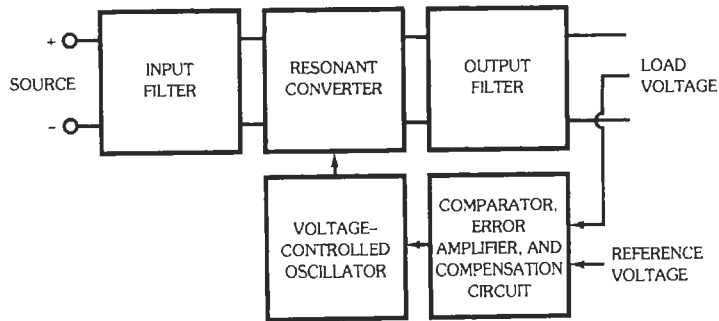 +
SOURCE
-
INPUT
FILTER
RESONANT
CONVERTER
OUTPUT
FILTER
LOAD
VOLTAGE
VOLTAGE-
CONTROLLED
OSCILLATOR
COMPARATOR,
ERROR
AMPLIFIER, AND
COMPENSATION
CIRCUIT
REFERENCE
VOLTAGE